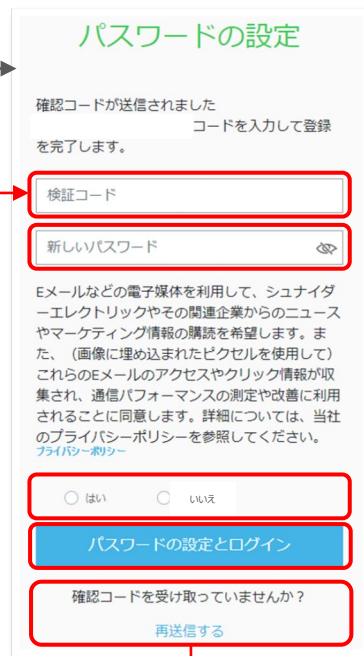 パスワードの設定
確認コードが送信されました
コードを入力して登録
を完了します。
検証コード
新しいパスワード
Eメールなどの電子媒体を利用して、シュナイダ
ーエレクトリックやその関連企業からのニュース
やマーケティング情報の購読を希望します。ま
た、（画像に埋め込まれたピクセルを使用して）
これらのEメールのアクセスやクリック情報が収
集され、通信パフォーマンスの測定や改善に利用
されることに同意します。詳細については、当社
のプライバシーポリシーを参照してください。
プライバシーポリシー
はい いいえ
パスワードの設定とログイン
確認コードを受け取っていませんか？
再送信する